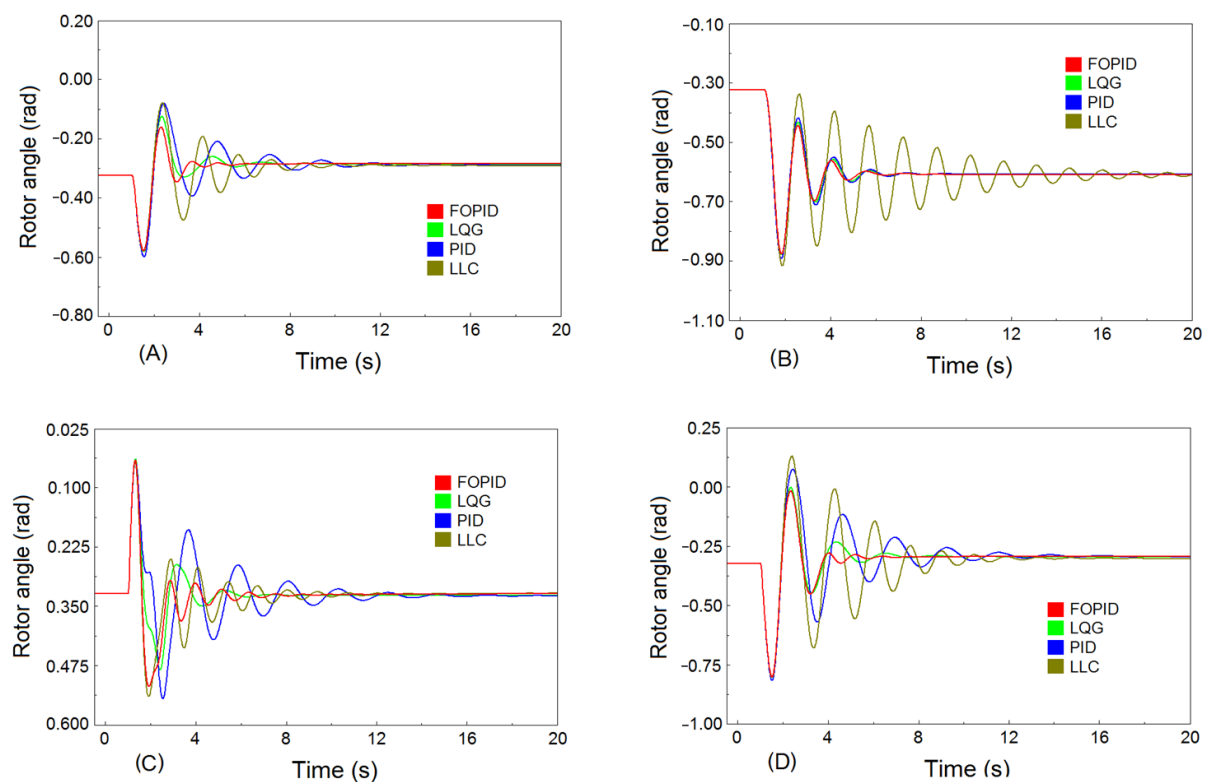 0.20
0.00
−0.20
−0.40
−0.60
−0.80
Rotor angle (rad)
FOPID
LQG
PID
LLC
0 4 8 12 16 20
Time (s)
(A)
−0.10
−0.30
−0.50
−0.70
−0.90
−1.10
Rotor angle (rad)
FOPID
LQG
PID
LLC
0 4 8 12 16 20
Time (s)
(B)
0.025
0.100
0.225
0.350
0.475
0.600
Rotor angle (rad)
FOPID
LQG
PID
LLC
0 4 8 12 16 20
Time (s)
(C)
0.25
0.00
−0.25
−0.50
−0.75
−1.00
Rotor angle (rad)
FOPID
LQG
PID
LLC
0 4 8 12 16 20
Time (s)
(D)